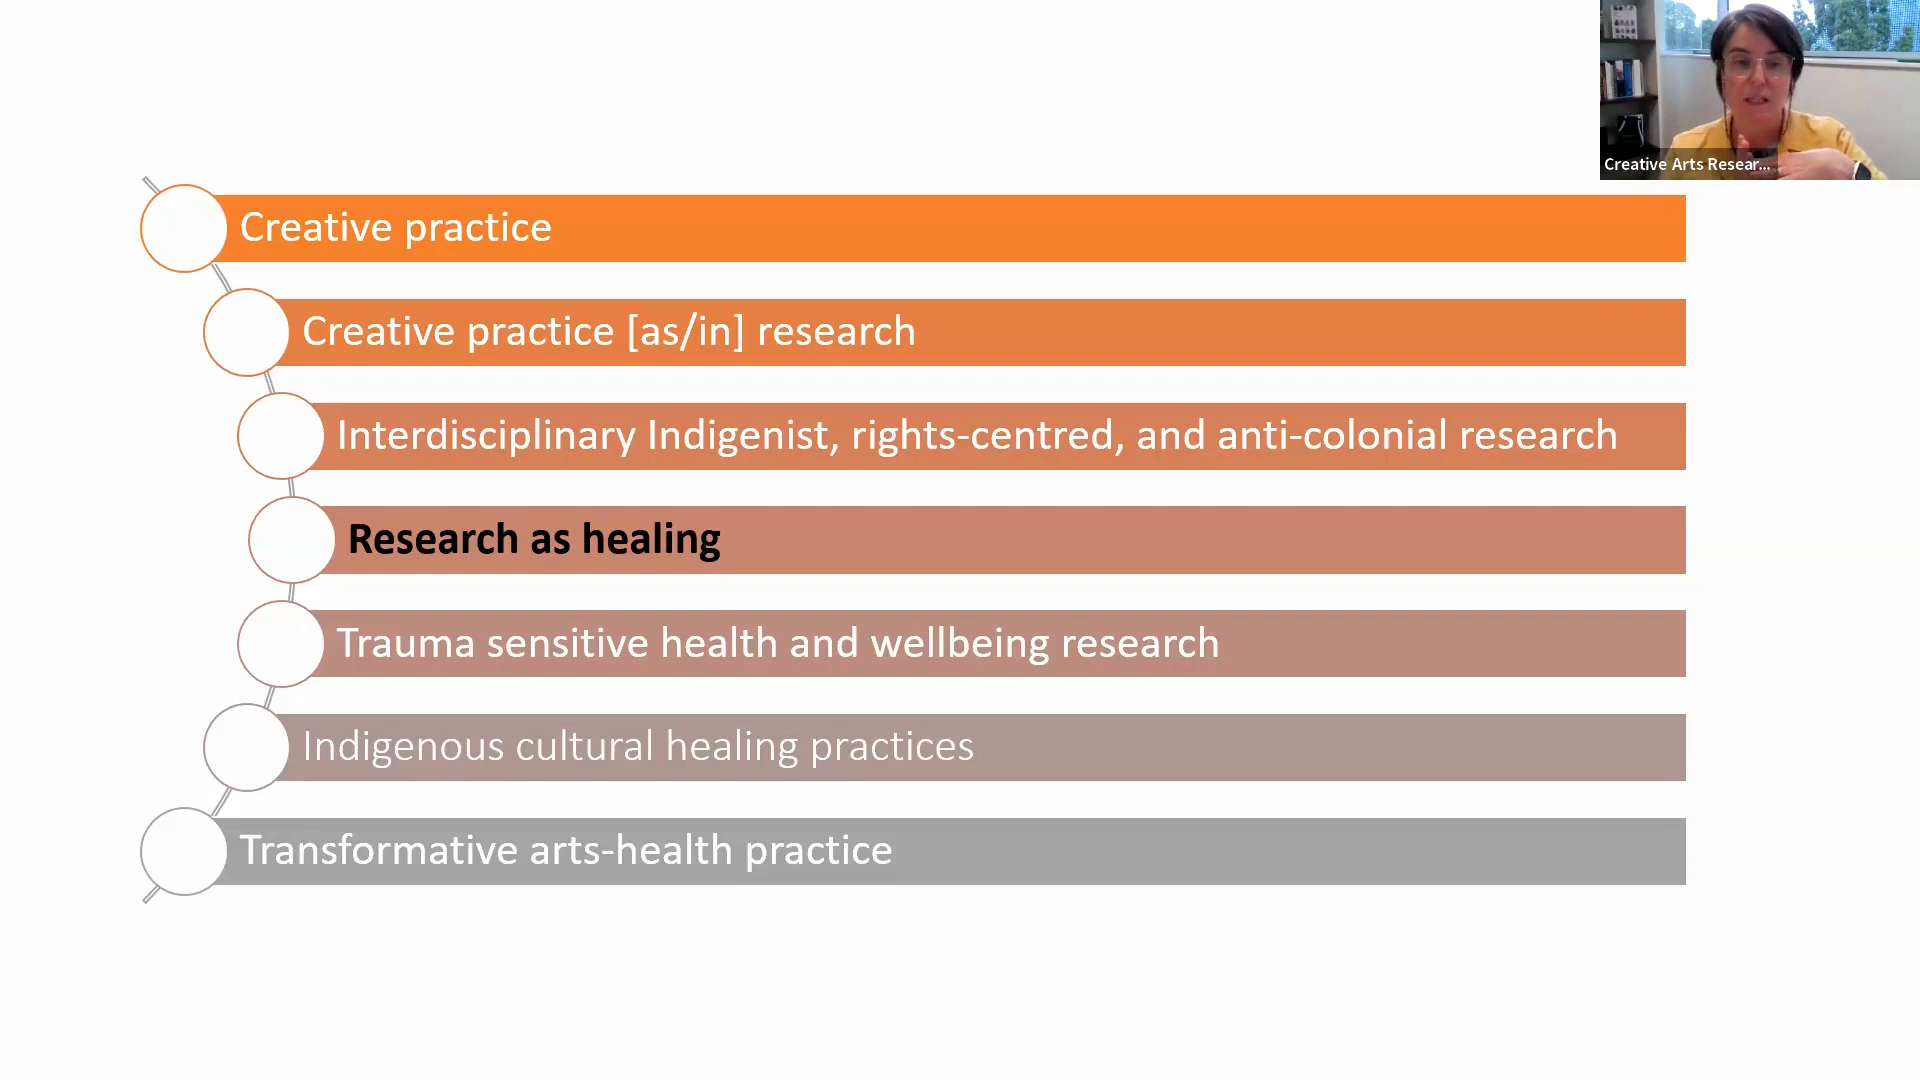 Creative Arts Resear...
Creative practice
Creative practice [as/in] research
Interdisciplinary Indigenist, rights-centred, and anti-colonial research
Research as healing
Trauma sensitive health and wellbeing research
Indigenous cultural healing practices
Transformative arts-health practice